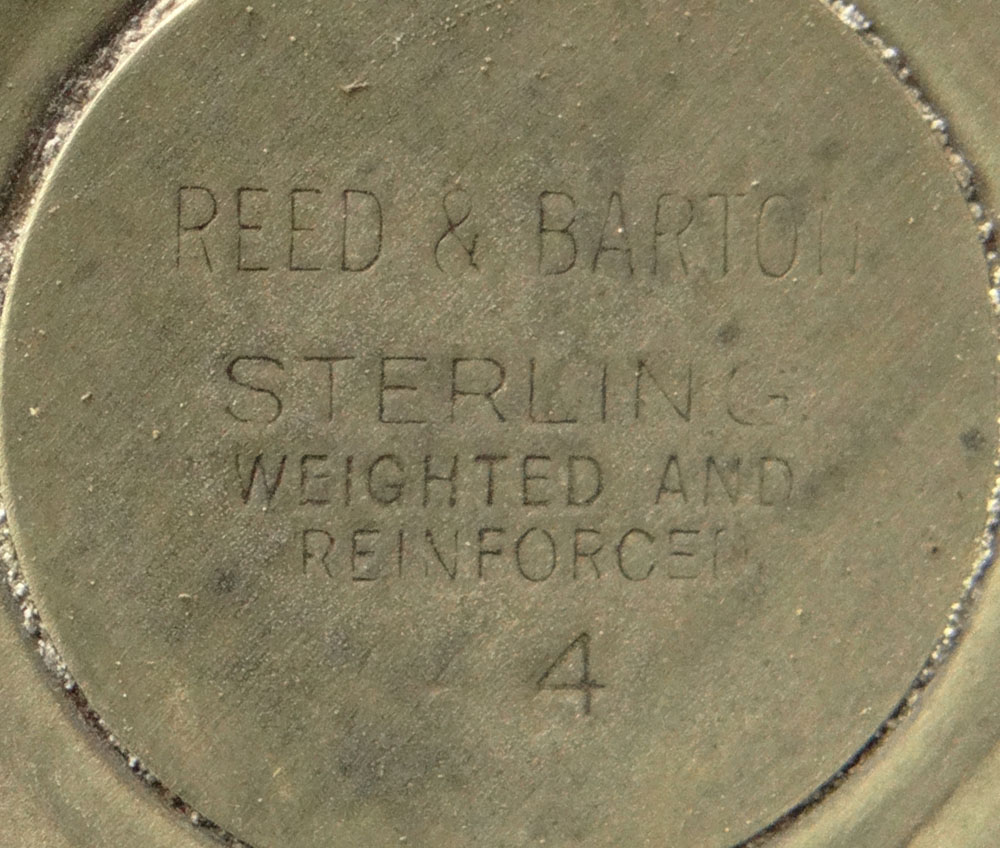 REED & BARTON
STERLING
WEIGHTED AND
REINFORCED
4